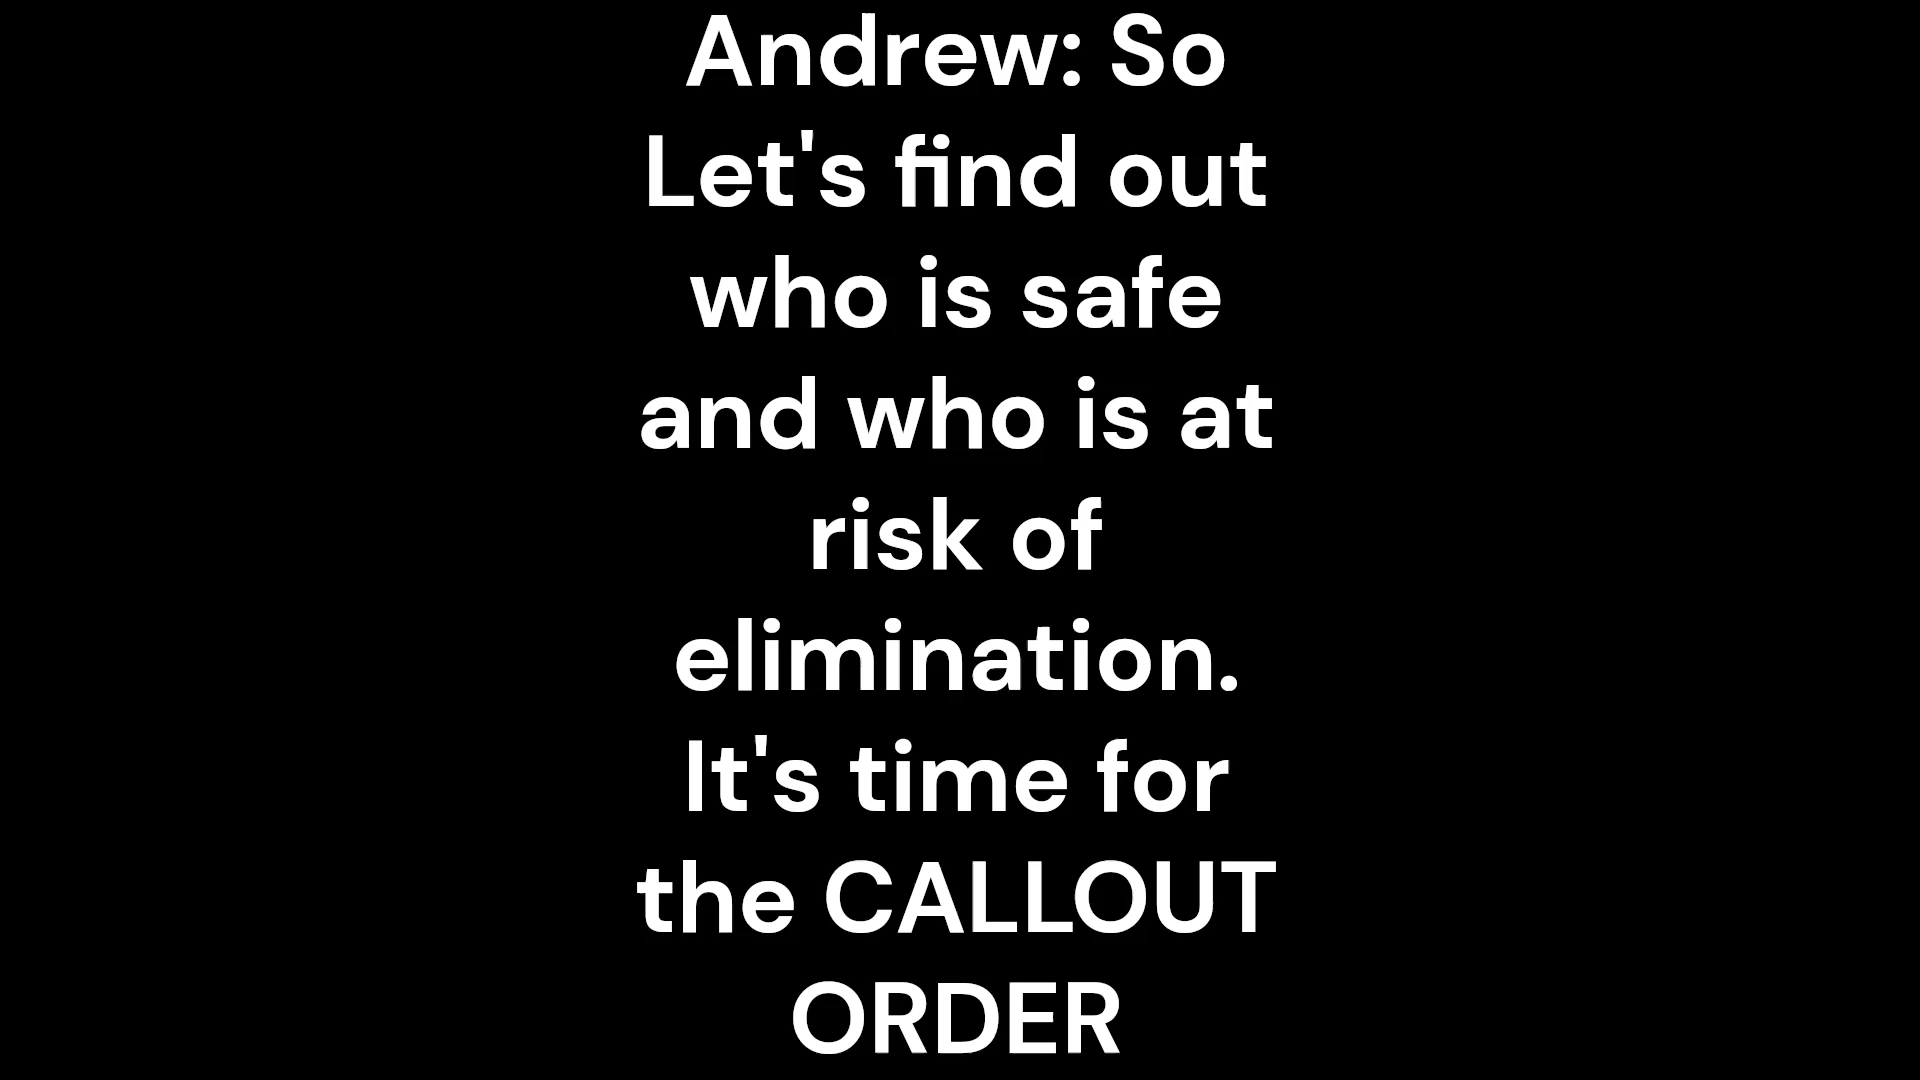 Andrew: So
Let's find out
who is safe
and who is at
risk of
elimination.
It's time for
the CALLOUT
ORDER